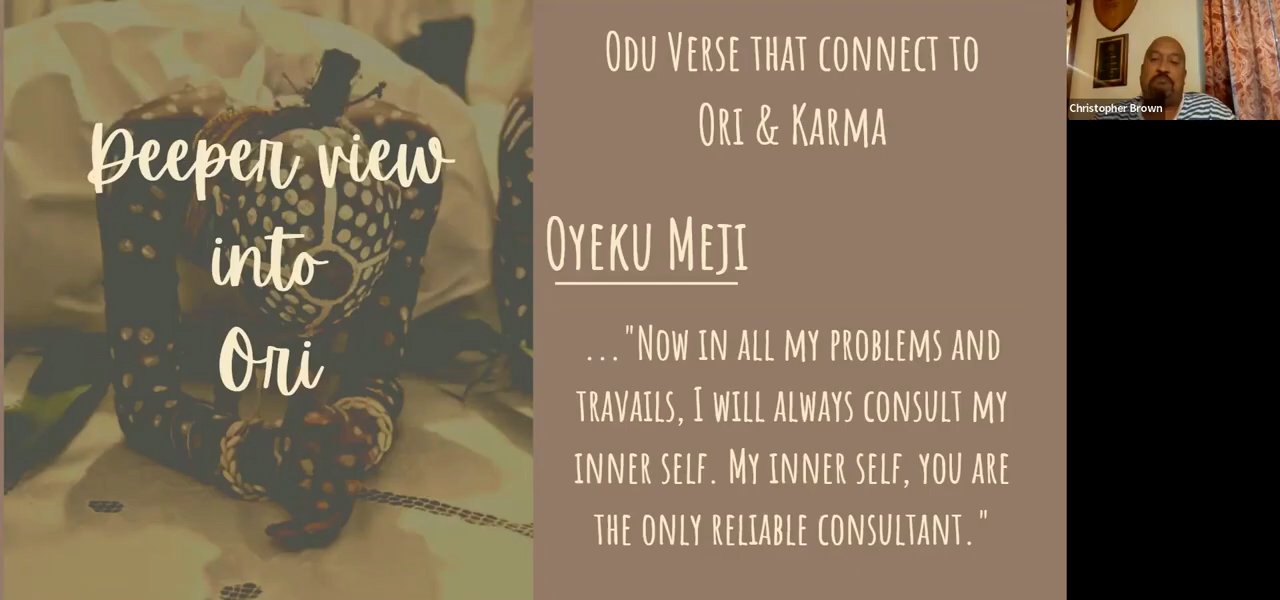 Deeper view
into
Ori
Odu Verse that connect to
Ori & Karma
Oyeku Meji
..."Now in all my problems and
travails, I will always consult my
inner self. My inner self, you are
the only reliable consultant."
Christopher Brown